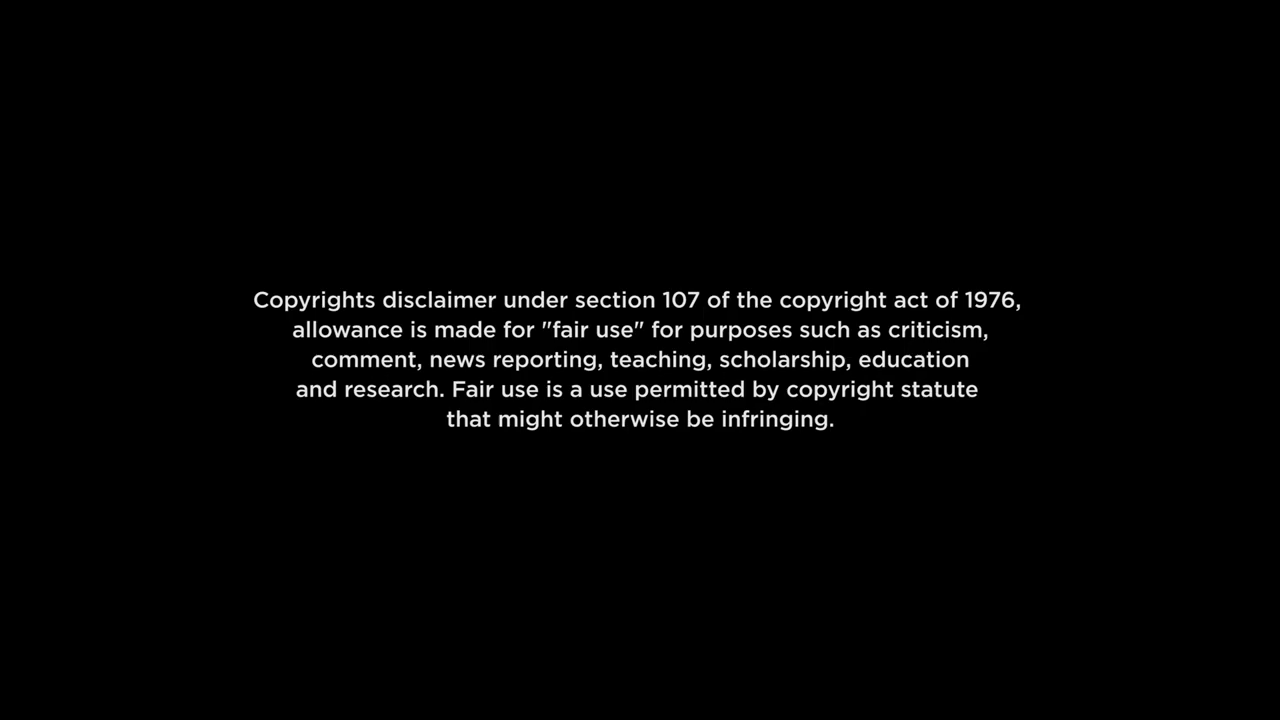 Copyrights disclaimer under section 107 of the copyright act of 1976,
allowance is made for "fair use" for purposes such as criticism,
comment, news reporting, teaching, scholarship, education
and research. Fair use is a use permitted by copyright statute
that might otherwise be infringing.